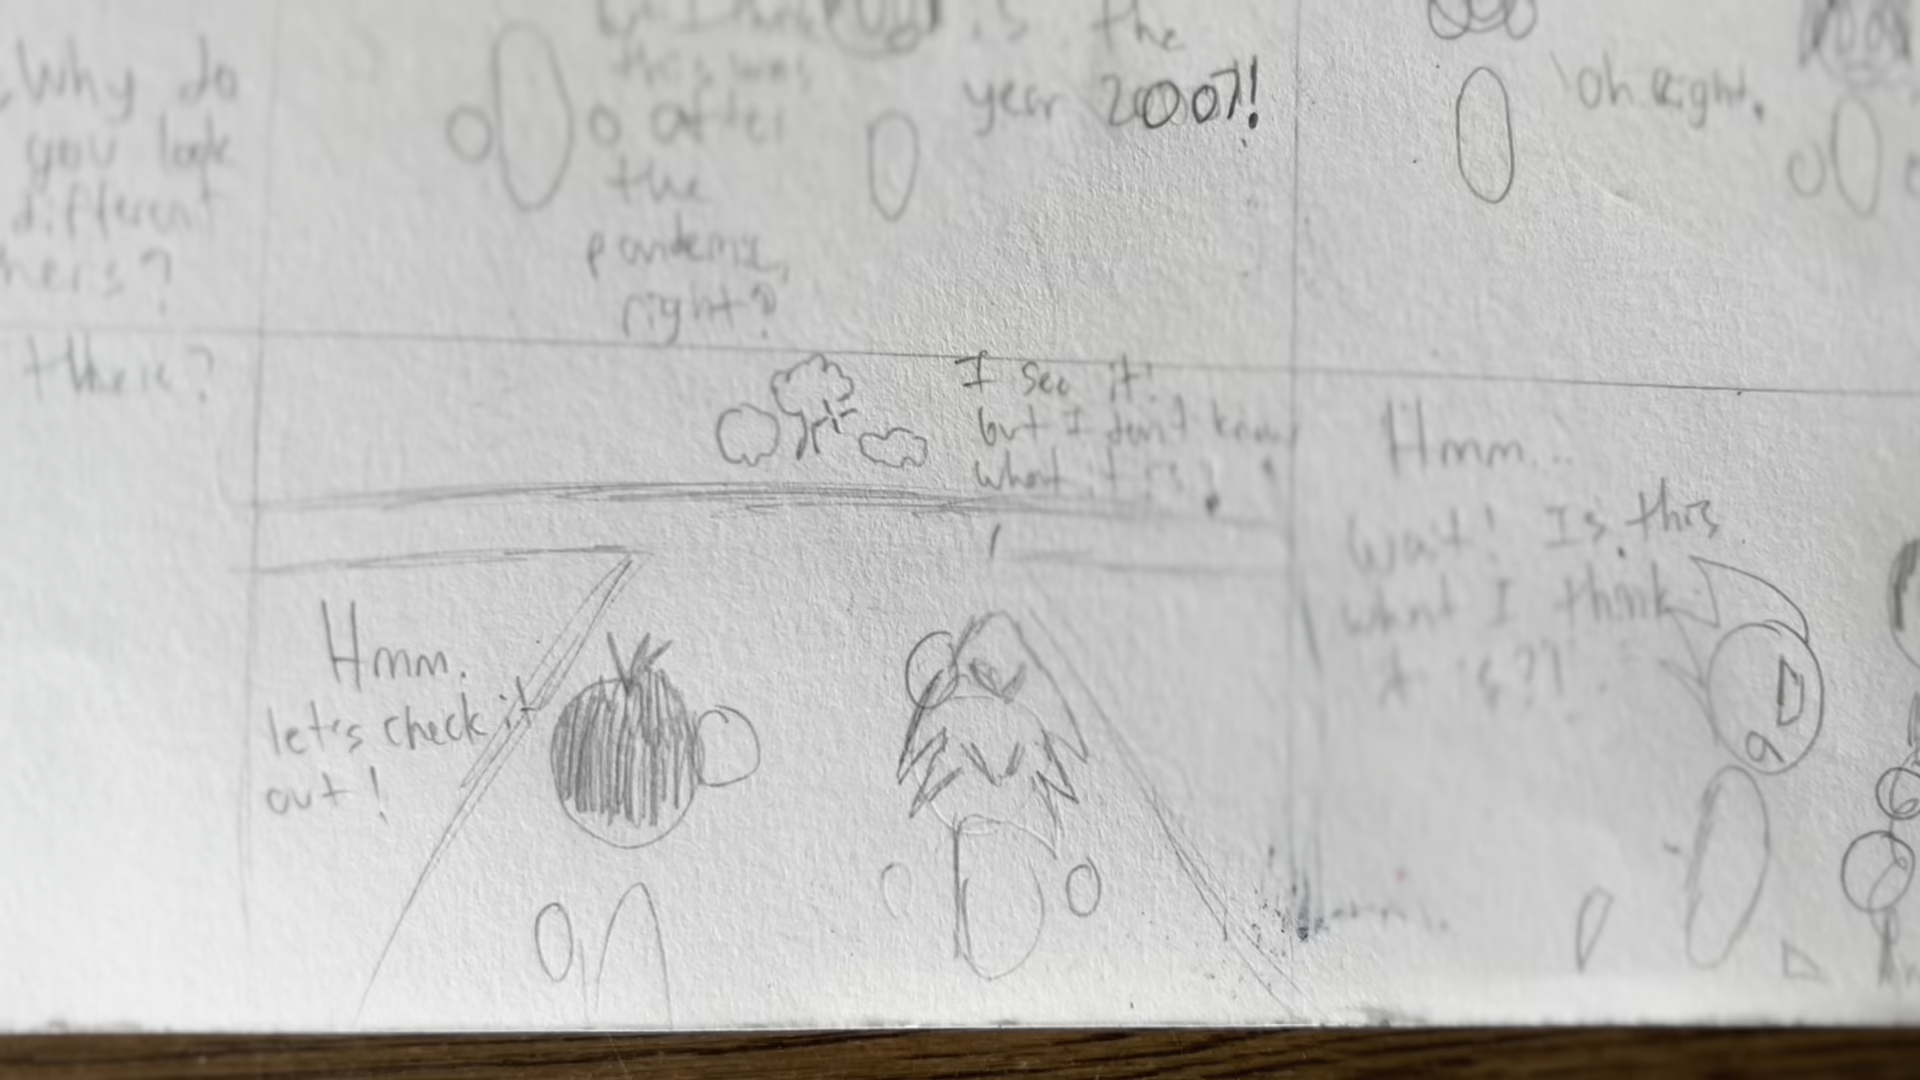 Why do
you look
different
hers?
this was
after
the
pandemic,
right?
is the
year 2007!
oh right.
there?
I see it!
but I don't know
what it is!
Hmm.
let's check it
out!
Hmm...
Wait! Is this
what I think
it is?!